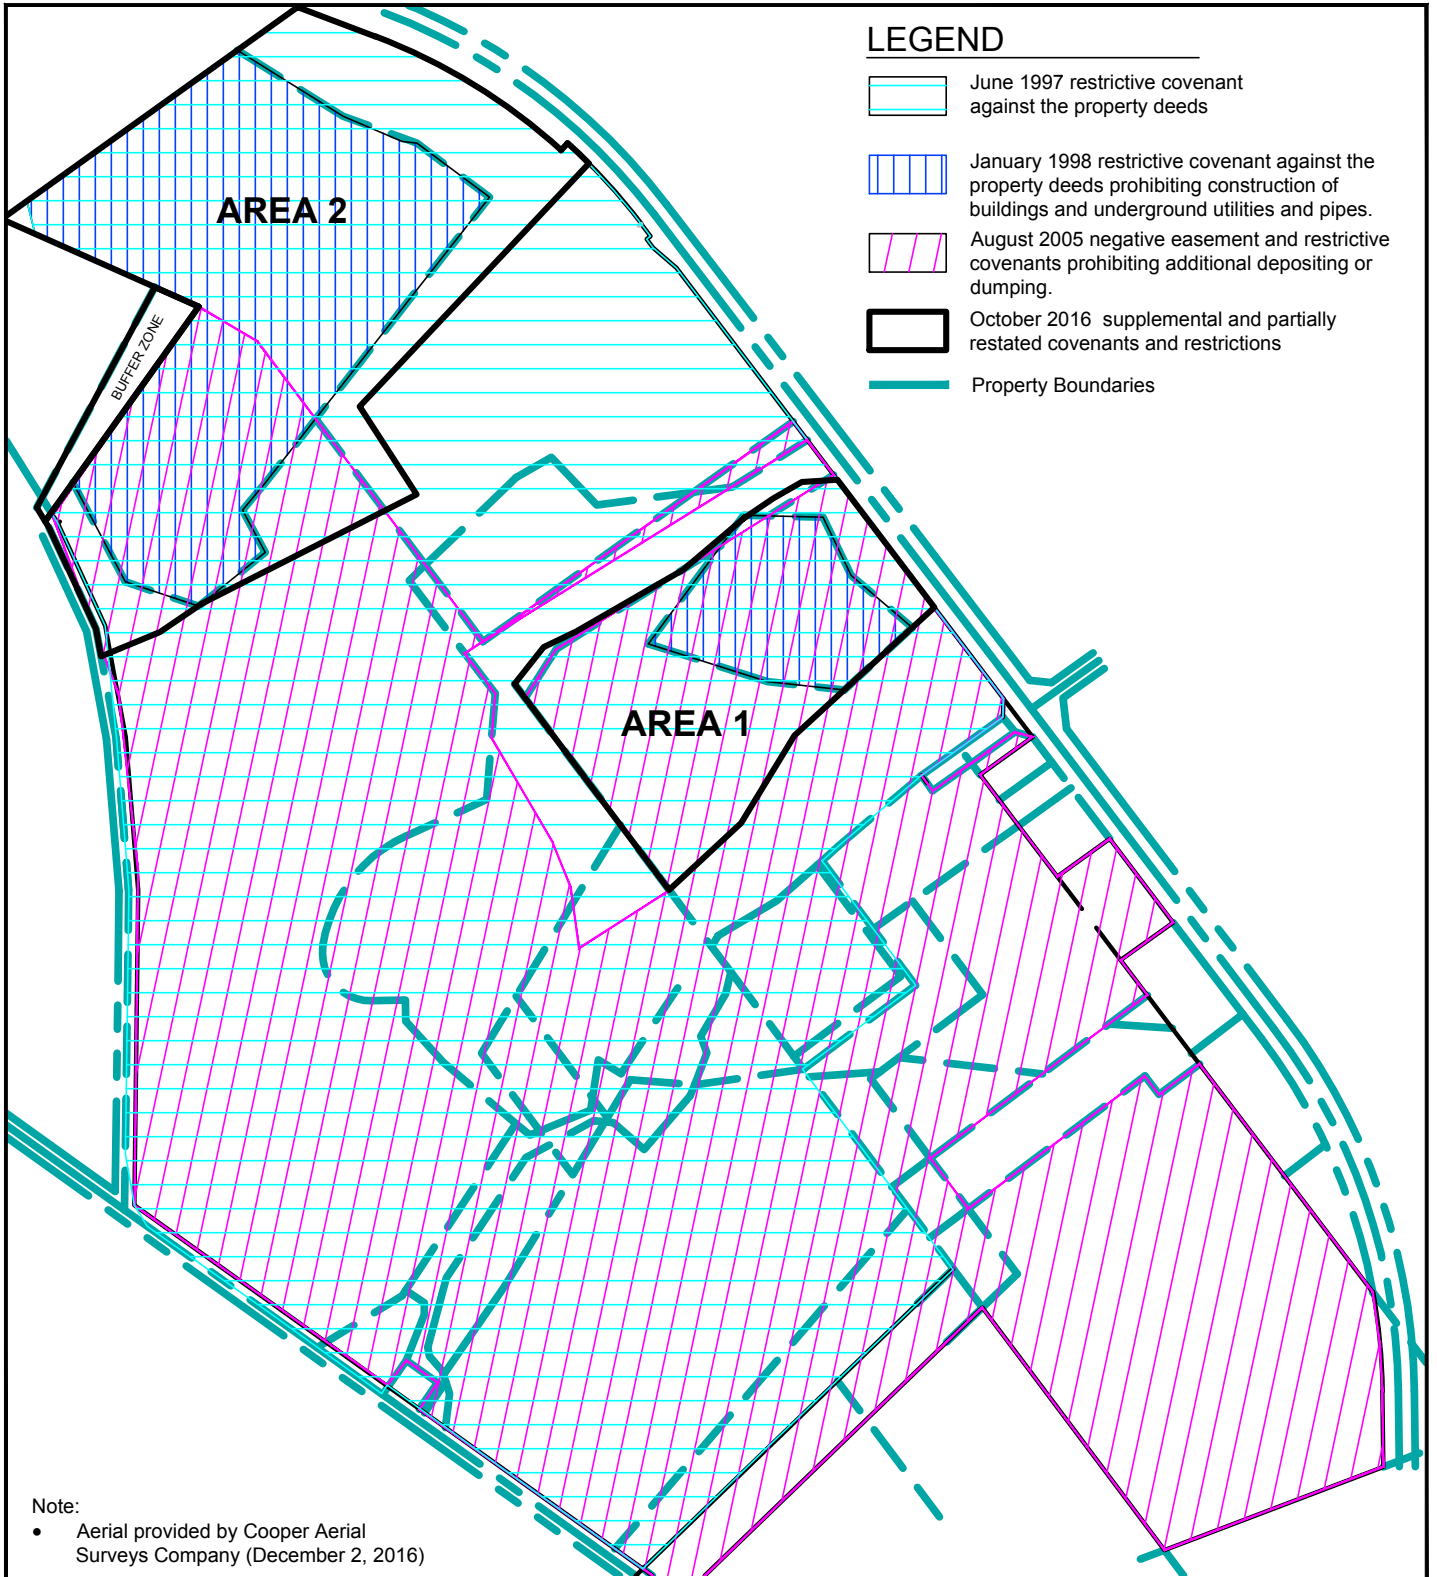 LEGEND
June 1997 restrictive covenant
against the property deeds
January 1998 restrictive covenant against the
property deeds prohibiting construction of
buildings and underground utilities and pipes.
August 2005 negative easement and restrictive
covenants prohibiting additional depositing or
dumping.
October 2016 supplemental and partially
restated covenants and restrictions
Property Boundaries
AREA 2
BUFFER ZONE
AREA 1
Note:
• Aerial provided by Cooper Aerial
Surveys Company (December 2, 2016)